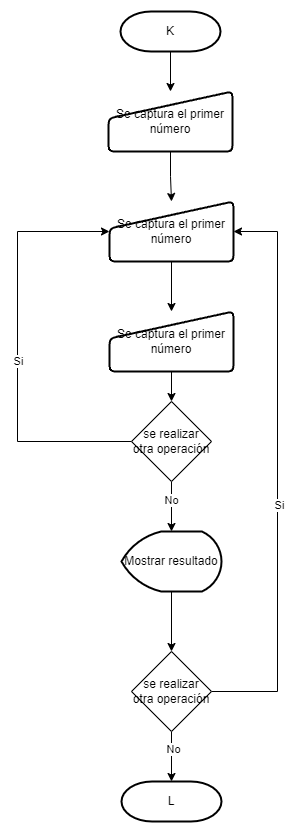 K
Se captura el primer
número
Se captura el primer
número
Se captura el primer
número
Si
se realizar
otra operación
No
Si
Mostrar resultado
se realizar
otra operación
No
L